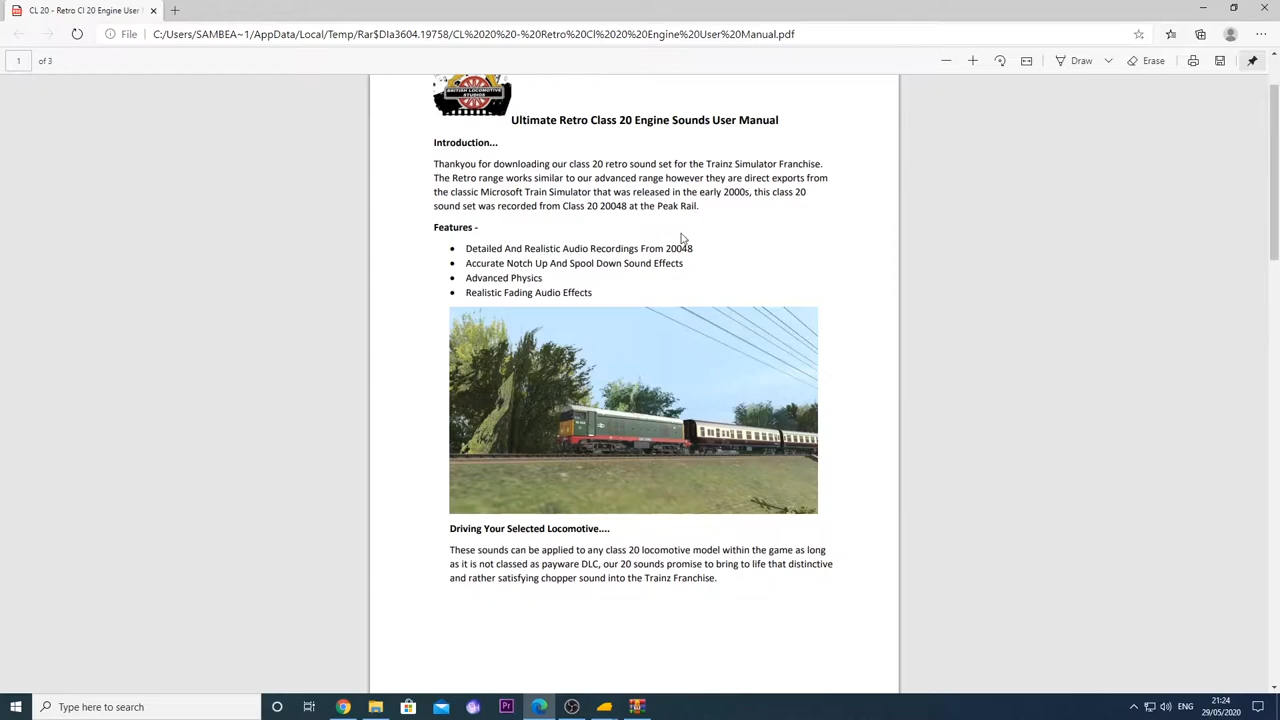 CL 20 - Retro Cl 20 Engine User
File C:/Users/SAMBEA~1/AppData/Local/Temp/Rar$DIa3604.19758/CL%2020%20-%20Retro%20Cl%2020%20Engine%20User%20Manual.pdf
1 of 3 Draw Erase
BRITISH LOCOMOTIVE
STUDIOS
Ultimate Retro Class 20 Engine Sounds User Manual
Introduction...
Thankyou for downloading our class 20 retro sound set for the Trainz Simulator Franchise.
The Retro range works similar to our advanced range however they are direct exports from
the classic Microsoft Train Simulator that was released in the early 2000s, this class 20
sound set was recorded from Class 20 20048 at the Peak Rail.
Features -
• Detailed And Realistic Audio Recordings From 20048
• Accurate Notch Up And Spool Down Sound Effects
• Advanced Physics
• Realistic Fading Audio Effects
Driving Your Selected Locomotive....
These sounds can be applied to any class 20 locomotive model within the game as long
as it is not classed as payware DLC, our 20 sounds promise to bring to life that distinctive
and rather satisfying chopper sound into the Trainz Franchise.
Type here to search
Pr
ENG
21:24
29/05/2020